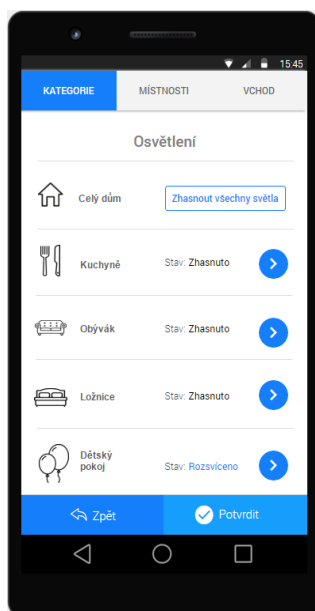 15:45
KATEGORIE MÍSTNOSTI VCHOD
Osvětlení
Celý dům Zhasnout všechny světla
Kuchyně Stav: Zhasnuto
Obývák Stav: Zhasnuto
Ložnice Stav: Zhasnuto
Dětský
pokoj Stav: Rozsvíceno
Zpět Potvrdit